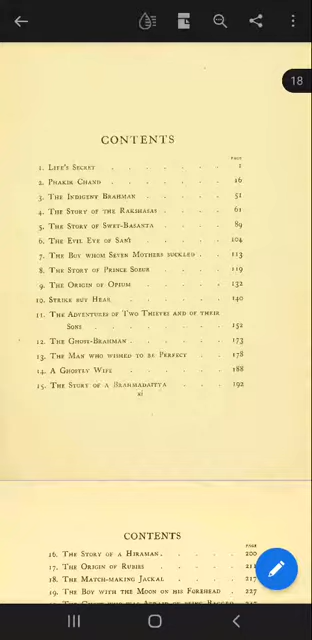 18
CONTENTS
PAGE
1. LIFE'S SECRET . . . . . . . 1
2. PHAKIR CHAND . . . . . . 16
3. THE INDIGENT BRAHMAN . . . . 51
4. THE STORY OF THE RAKSHASAS . . . . 61
5. THE STORY OF SWET-BASANTA . . . . 89
6. THE EVIL EYE OF SANI . . . . 104
7. THE BOY WHOM SEVEN MOTHERS SUCKLED . . . 113
8. THE STORY OF PRINCE SOBUR . . . . 119
9. THE ORIGIN OF OPIUM . . . . . 132
10. STRIKE BUT HEAR . . . . . . 140
11. THE ADVENTURES OF TWO THIEVES AND OF THEIR
SONS . . . . . . . 152
12. THE GHOST-BRAHMAN . . . . . . 173
13. THE MAN WHO WISHED TO BE PERFECT . . . 178
14. A GHOSTLY WIFE . . . . . . 188
15. THE STORY OF A BRAHMADAITYA . . . 192
xi
CONTENTS
PAGE
16. THE STORY OF A HIRAMAN . . . . . 200
17. THE ORIGIN OF RUBIES . . . . . 211
18. THE MATCH-MAKING JACKAL . . . . 217
19. THE BOY WITH THE MOON ON HIS FOREHEAD . . 227